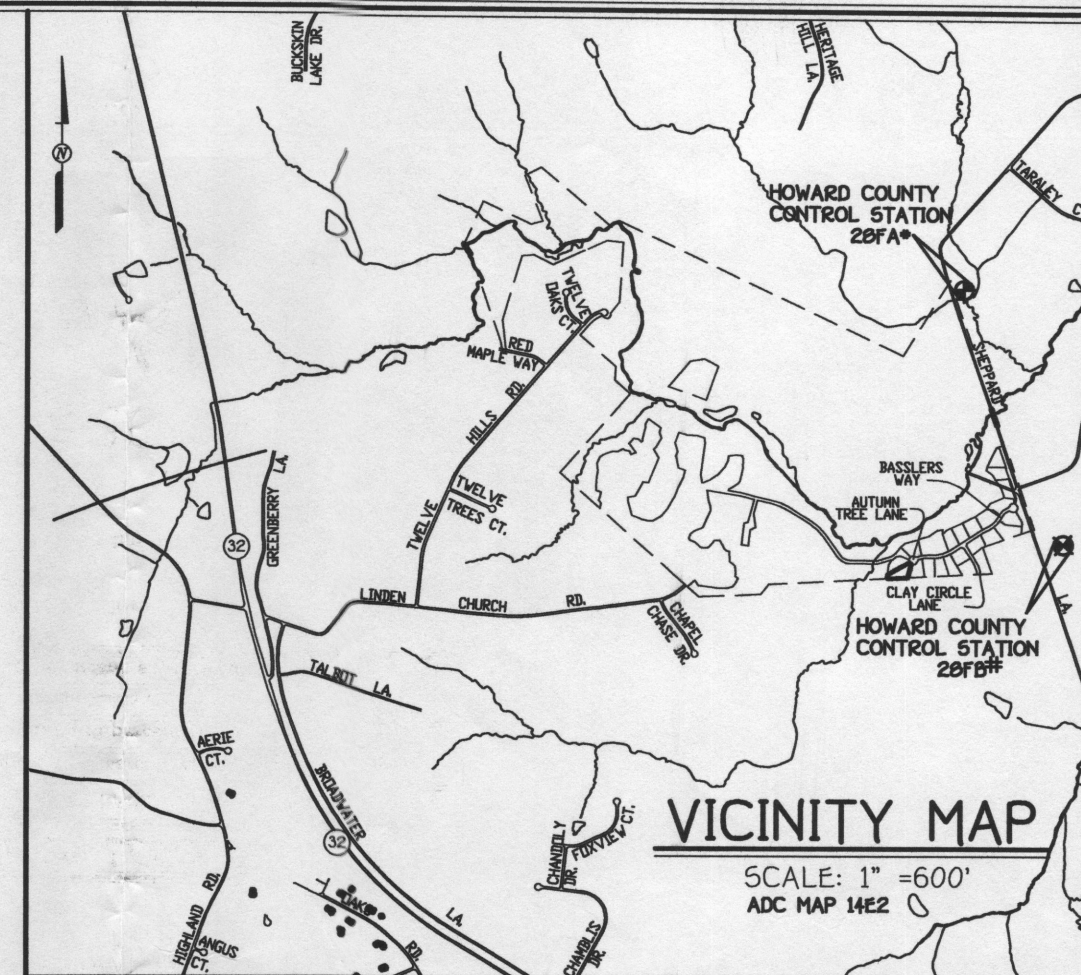 BUCKSKIN
LAKE DR.
HERITAGE
HILL LA.
N
HOWARD COUNTY
CONTROL STATION
28FA*
TARALEY C
TWELVE
OAKS CT.
RED
MAPLE WAY
SHEPPARD
TWELVE HILLS RD.
BASSLERS
WAY
AUTUMN
TREE LANE
TWELVE
TREES CT.
GREENBERRY LA.
32
CLAY CIRCLE
LANE
LINDEN CHURCH RD.
CHAPEL
CHASE DR.
LA.
HOWARD COUNTY
CONTROL STATION
28FB#
TALBOT LA.
AERIE
CT.
BROADWATER
32
LA.
CHANDLY
DR.
FOXVIEW CT.
VICINITY MAP
SCALE: 1" =600'
ADC MAP 14E2
OAKS
RD.
HIGHLAND RD.
ANGUS
CT.
CHAMBLIS
DR.